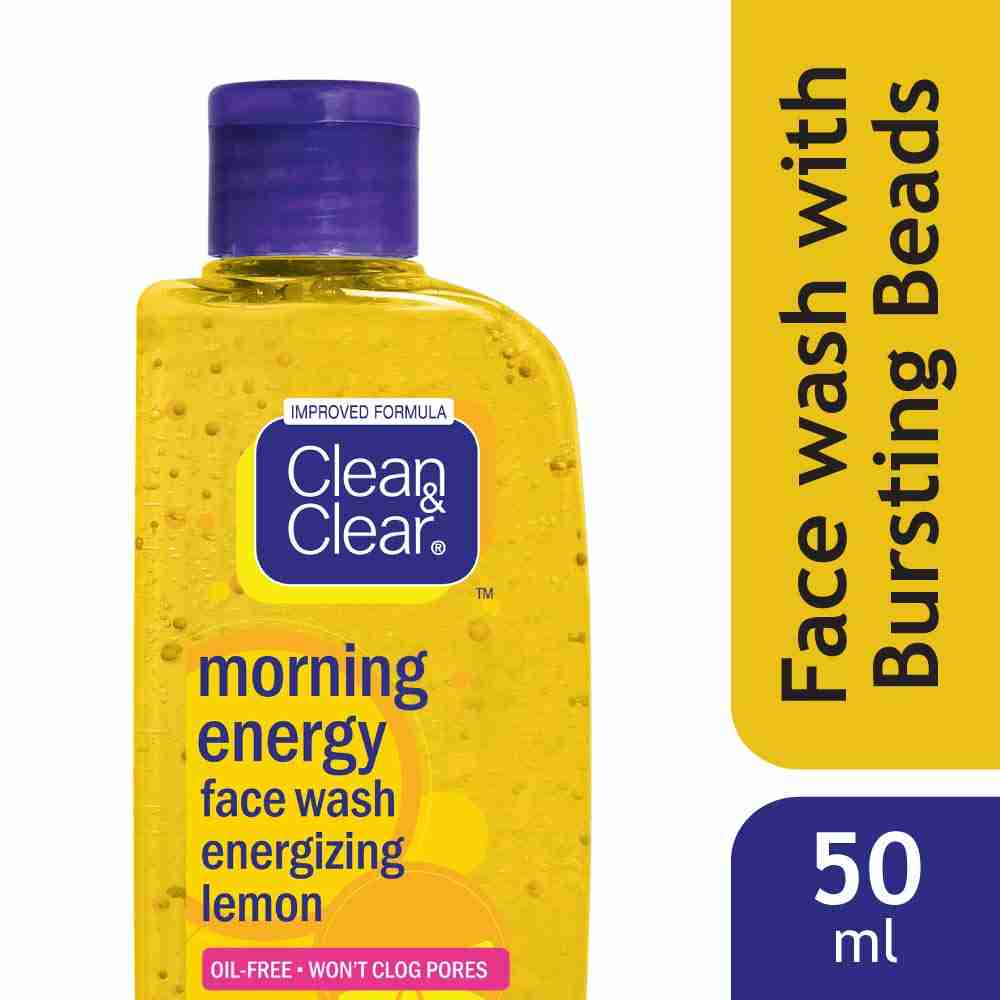 IMPROVED FORMULA
Clean
&
Clear®
™
morning
energy
face wash
energizing
lemon
OIL-FREE • WON'T CLOG PORES
Face wash with
Bursting Beads
50
ml